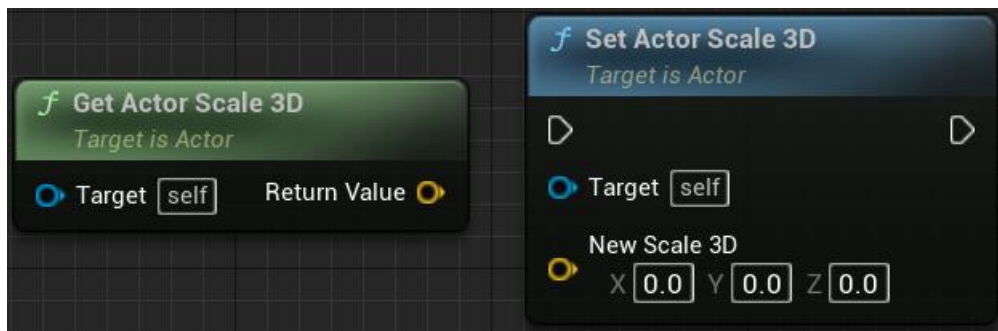 f Get Actor Scale 3D
Target is Actor
Target self Return Value
f Set Actor Scale 3D
Target is Actor
Target self
New Scale 3D
X 0.0 Y 0.0 Z 0.0